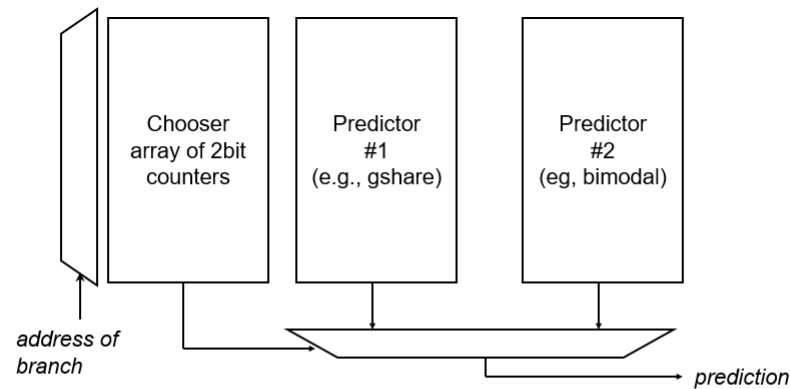 Chooser
array of 2bit
counters
Predictor
#1
(e.g., gshare)
Predictor
#2
(eg, bimodal)
address of
branch
prediction